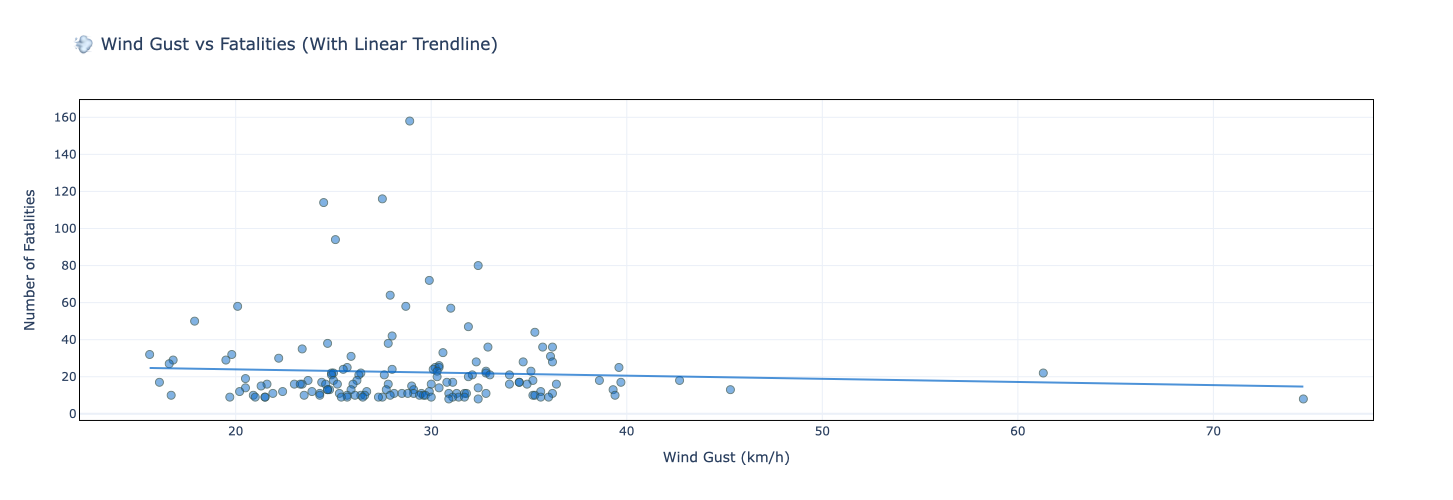 💨 Wind Gust vs Fatalities (With Linear Trendline)
160
140
120
100
80
60
40
20
0
Number of Fatalities
20 30 40 50 60 70
Wind Gust (km/h)